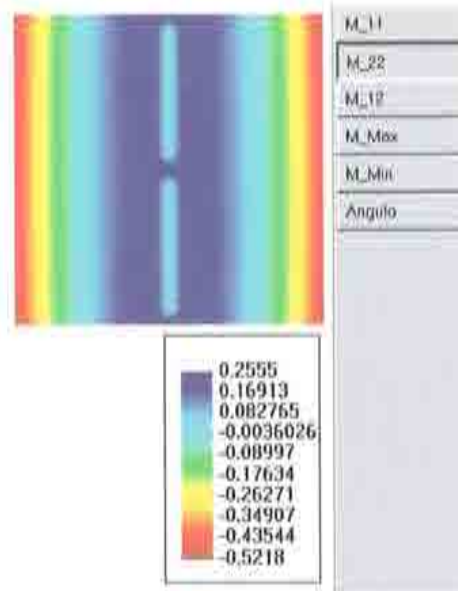 M_11
M_22
M_12
M_Max
M_Min
Angulo
0.2555
0.16913
0.082765
-0.0036026
-0.08997
-0.17634
-0.26271
-0.34907
-0.43544
-0.5218